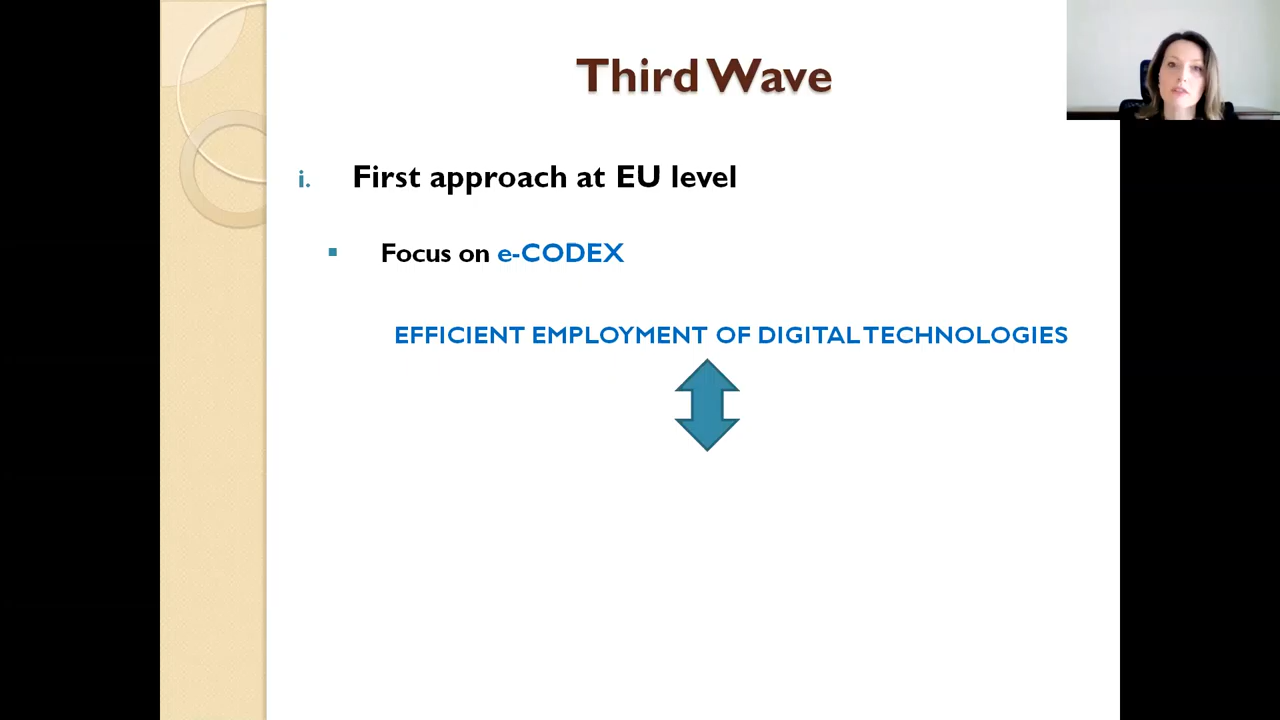 Third Wave
i. First approach at EU level
▪ Focus on e-CODEX
EFFICIENT EMPLOYMENT OF DIGITAL TECHNOLOGIES